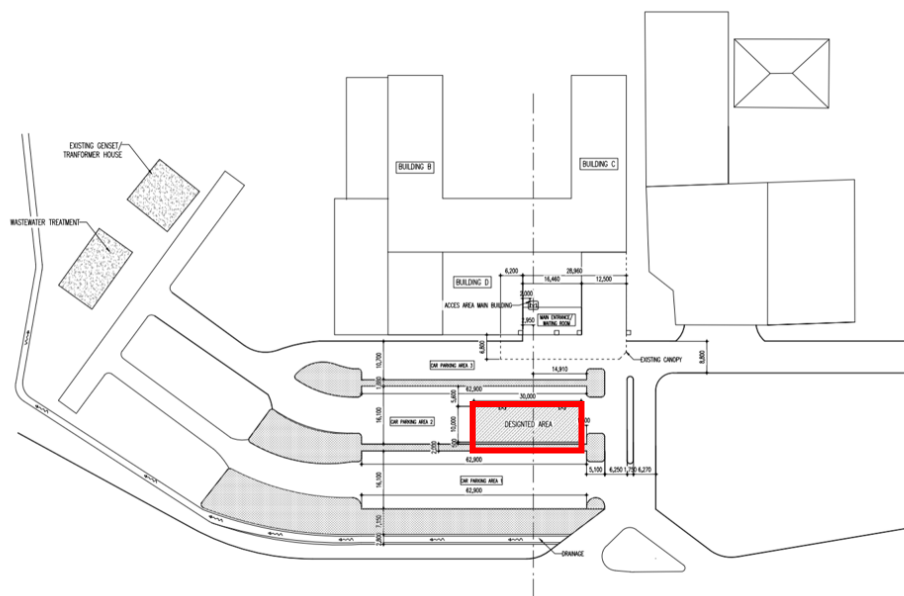 EXISTING GENSET/
TRANFORMER HOUSE
WASTEWATER TREATMENT
BUILDING B
BUILDING C
BUILDING D
6,200
28,960
16,460
12,500
ACCES AREA MAIN BUILDING
MAIN ENTRANCE/
WAITING ROOM
EXISTING CANOPY
6,800
8,800
10,700
CAR PARKING AREA 3
14,910
62,800
30,000
5,600
16,100
CAR PARKING AREA 2
10,000
DESIGNTED AREA
2,000
500
62,800
5,100
6,250
1,750
6,270
CAR PARKING AREA 1
16,100
62,800
7,150
2,800
DRAINAGE